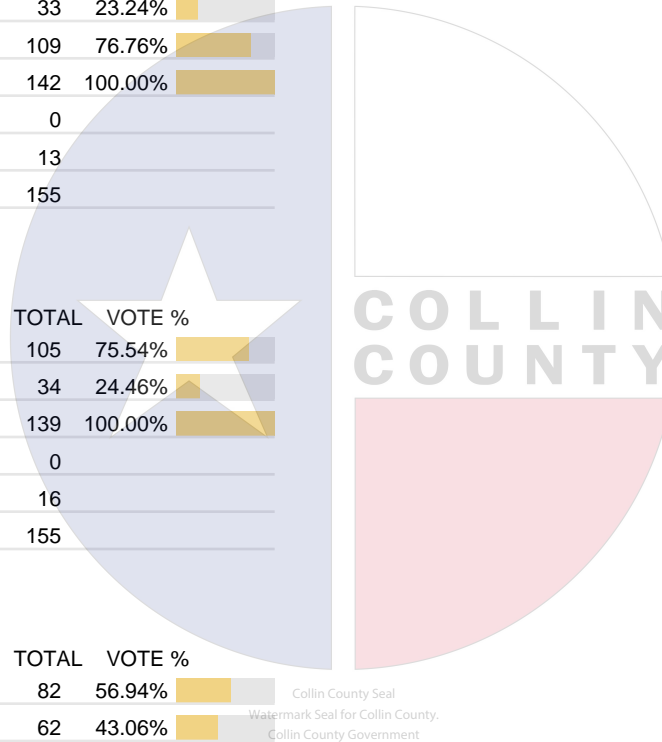 33 23.24%
109 76.76%
142 100.00%
0
13
155
TOTAL VOTE %
105 75.54%
34 24.46%
139 100.00%
0
16
155
COLLIN
COUNTY
TOTAL VOTE %
82 56.94%
62 43.06%
Collin County Seal
Watermark Seal for Collin County.
Collin County Government